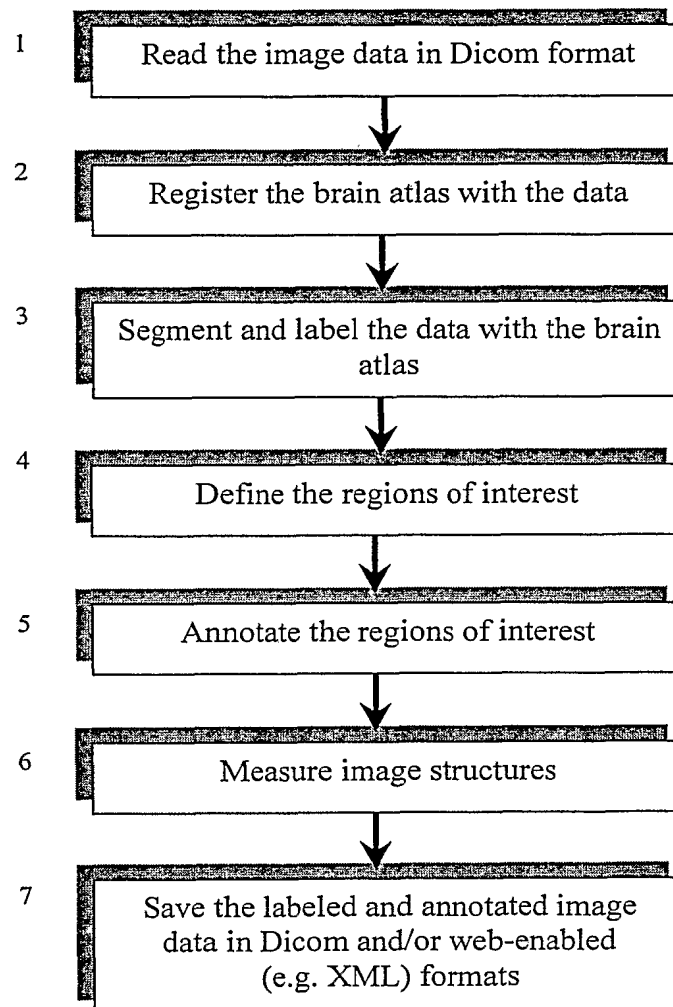 1
Read the image data in Dicom format
2
Register the brain atlas with the data
3
Segment and label the data with the brain
atlas
4
Define the regions of interest
5
Annotate the regions of interest
6
Measure image structures
7
Save the labeled and annotated image
data in Dicom and/or web-enabled
(e.g. XML) formats